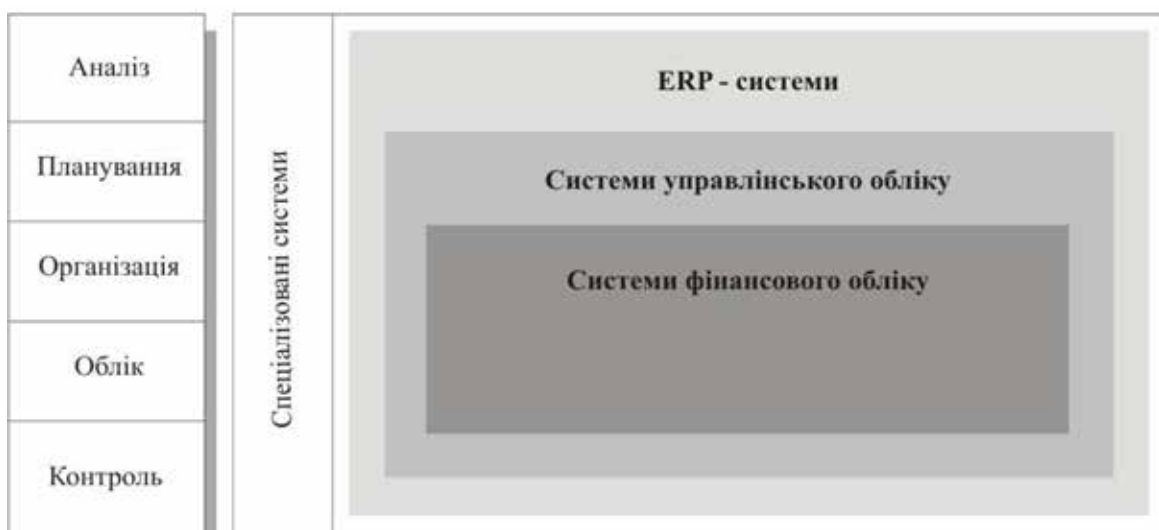 Аналіз
Планування
Організація
Облік
Контроль
Спеціалізовані системи
ERP - системи
Системи управлінського обліку
Системи фінансового обліку